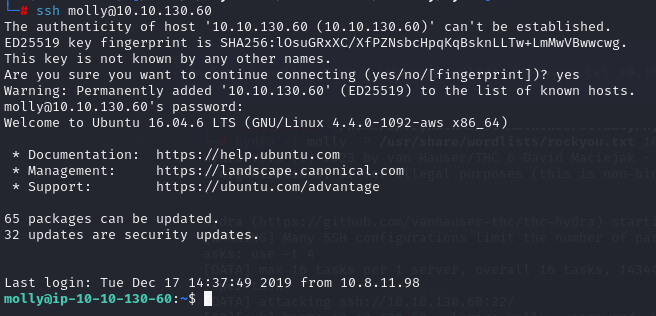 ssh molly@10.10.130.60
The authenticity of host '10.10.130.60 (10.10.130.60)' can't be established.
ED25519 key fingerprint is SHA256:lOsuGRxXC/XfPZNsbcHpqKqBsknLLTw+LmMwVBwwcwg.
This key is not known by any other names.
Are you sure you want to continue connecting (yes/no/[fingerprint])? yes
Warning: Permanently added '10.10.130.60' (ED25519) to the list of known hosts.
molly@10.10.130.60's password:
Welcome to Ubuntu 16.04.6 LTS (GNU/Linux 4.4.0-1092-aws x86_64)
* Documentation: https://help.ubuntu.com
* Management: https://landscape.canonical.com
* Support: https://ubuntu.com/advantage
65 packages can be updated.
32 updates are security updates.
Last login: Tue Dec 17 14:37:49 2019 from 10.8.11.98
molly@ip-10-10-130-60:~$